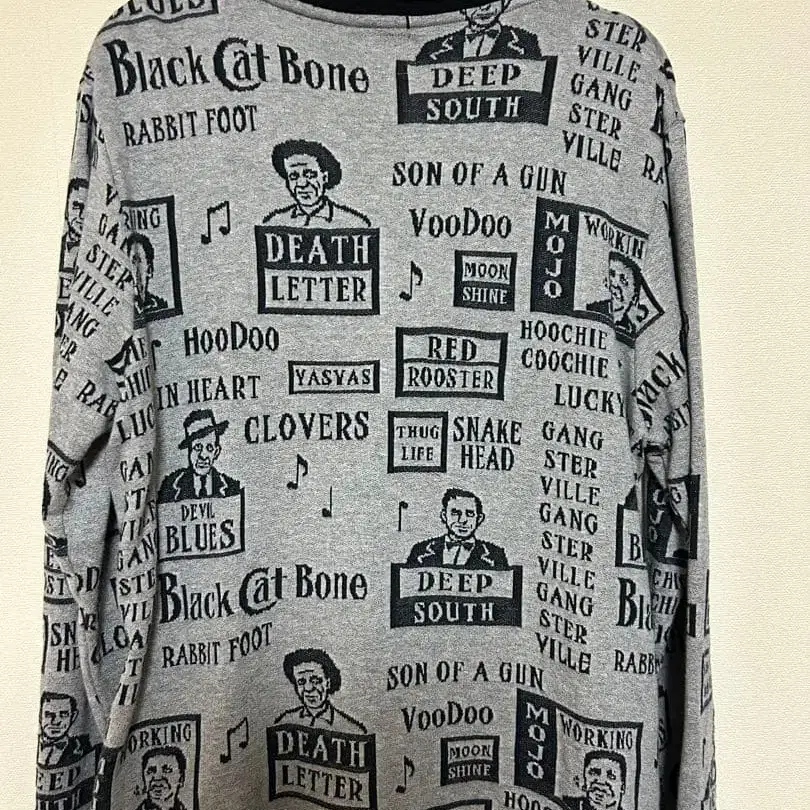 BLUES
Black Cat Bone
RABBIT FOOT
DEEP
SOUTH
STER
VILLE
GANG
STER
VILLE
SON OF A GUN
DEATH
LETTER
VOODOO
MOON
SHINE
MOJO
WORKIN
HOODOO
IN HEART
YASYAS
RED
ROOSTER
HOOCHIE
COOCHIE
LUCKY
CLOVERS
THUG
LIFE
SNAKE
HEAD
GANG
STER
VILLE
GANG
STER
VILLE
GANG
STER
VILLE
DEVIL
BLUES
Black Cat Bone
RABBIT FOOT
DEEP
SOUTH
SON OF A GUN
DEATH
LETTER
VOODOO
MOON
SHINE
MOJO
WORKING
STER
VILLE